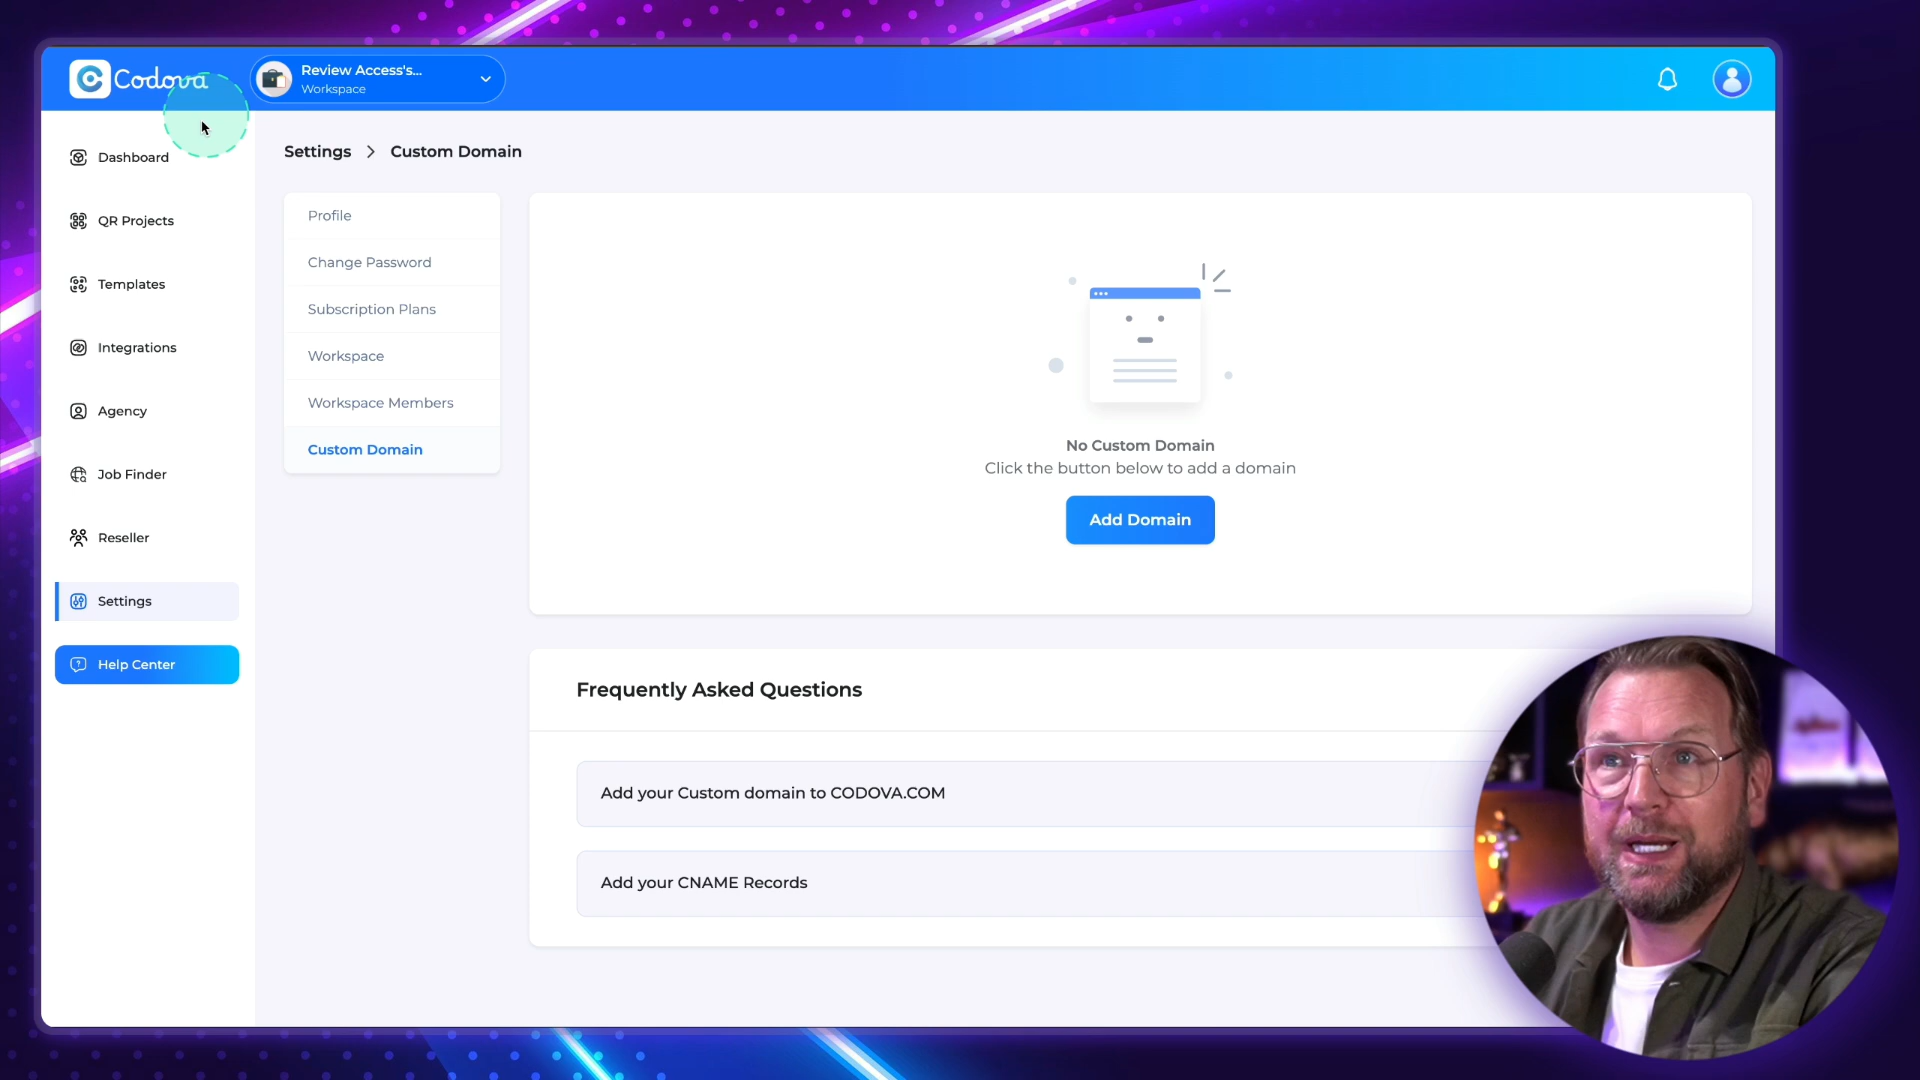 Codova
Review Access's...
Workspace
Dashboard
QR Projects
Templates
Integrations
Agency
Job Finder
Reseller
Settings
Help Center
Settings > Custom Domain
Profile
Change Password
Subscription Plans
Workspace
Workspace Members
Custom Domain
No Custom Domain
Click the button below to add a domain
Add Domain
Frequently Asked Questions
Add your Custom domain to CODOVA.COM
Add your CNAME Records